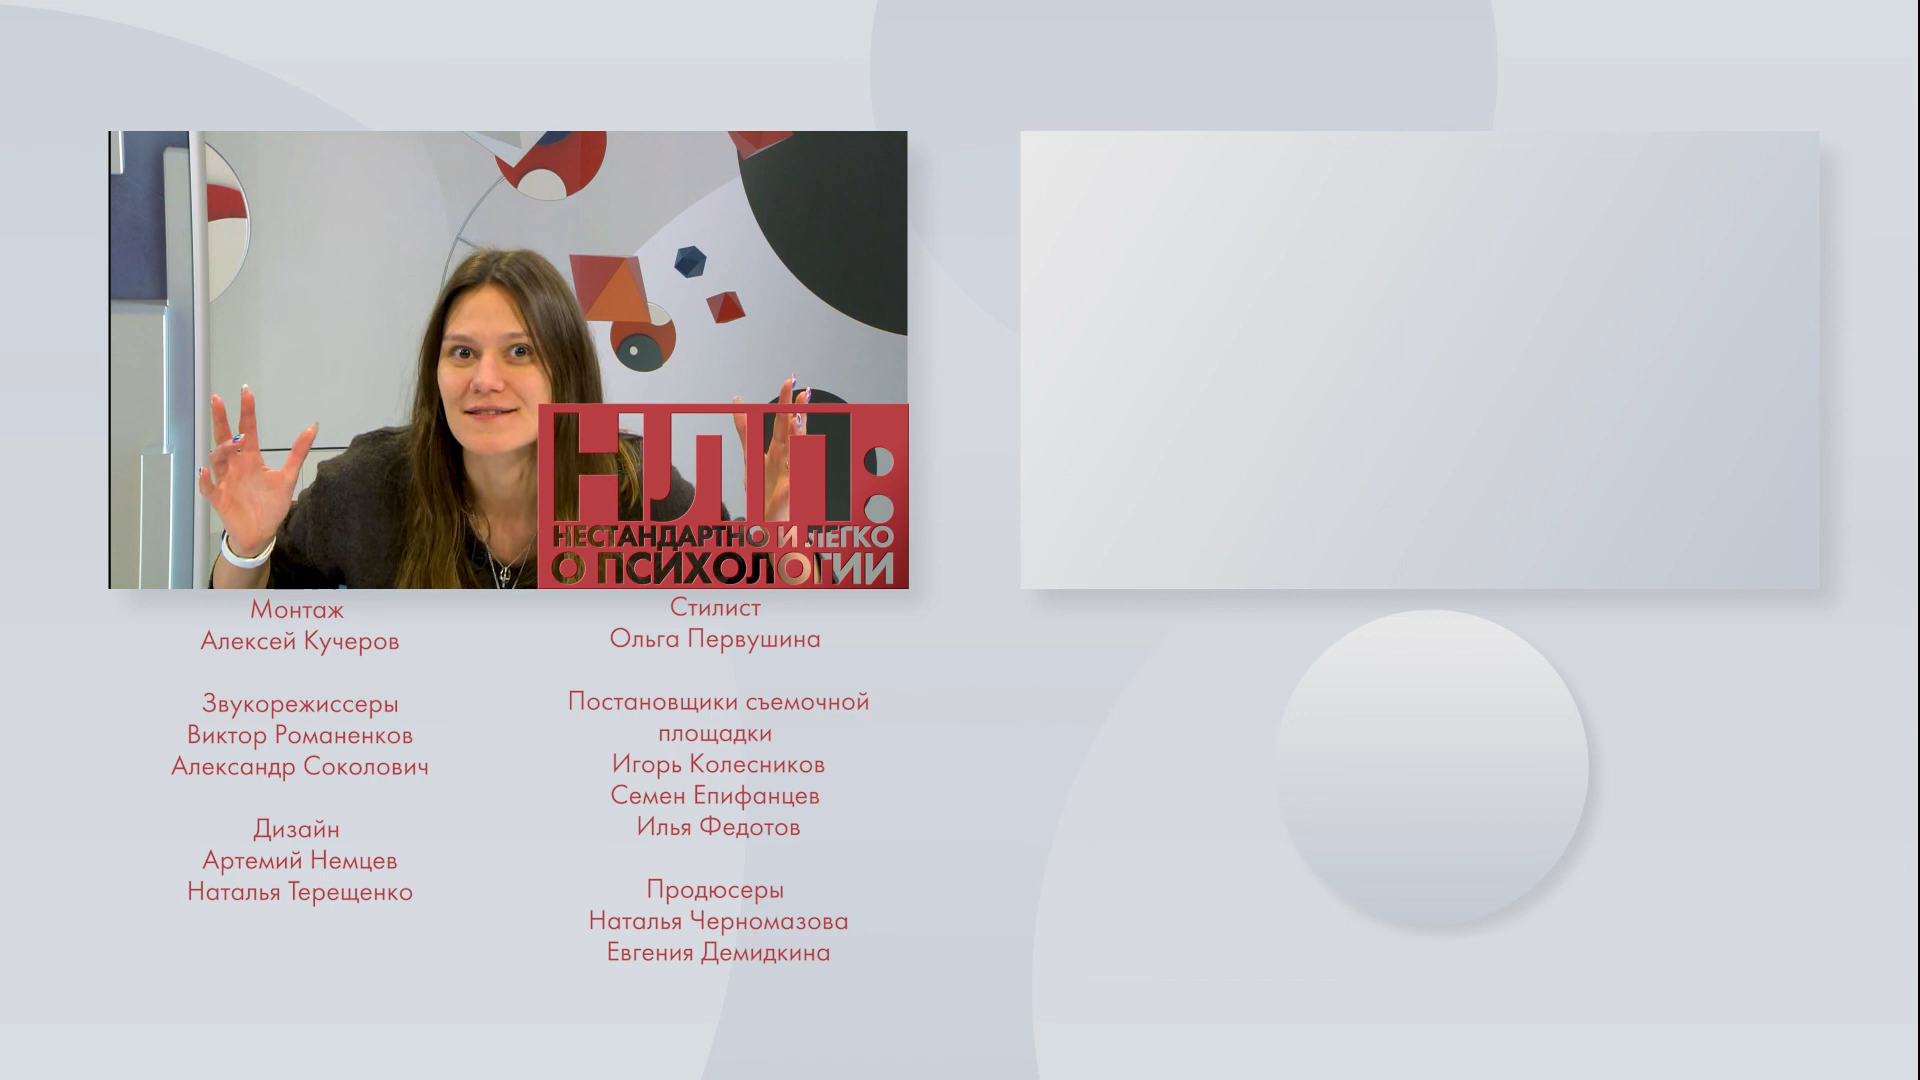 НЛП:
НЕСТАНДАРТНО И ЛЕГКО
О ПСИХОЛОГИИ
Монтаж
Алексей Кучеров
Звукорежиссеры
Виктор Романенков
Александр Соколович
Дизайн
Артемий Немцев
Наталья Терещенко
Стилист
Ольга Первушина
Постановщики съемочной
площадки
Игорь Колесников
Семен Епифанцев
Илья Федотов
Продюсеры
Наталья Черномазова
Евгения Демидкина